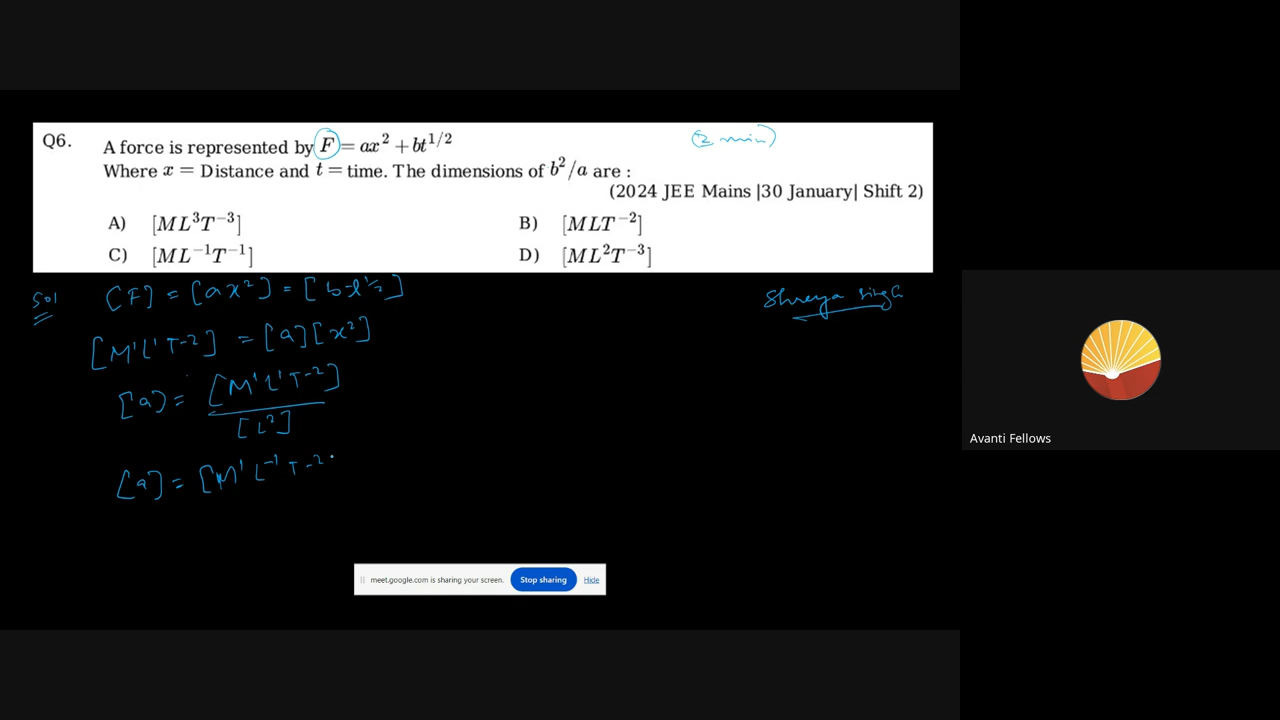 Q6. A force is represented by F = ax² + bt^{1/2} (2 min)
Where x = Distance and t = time. The dimensions of b²/a are :
(2024 JEE Mains |30 January| Shift 2)
A) [ML³T⁻³] B) [MLT⁻²]
C) [ML⁻¹T⁻¹] D) [ML²T⁻³]
Sol [F] = [ax²] = [bt^{1/2}]
Shreya Singh
[M¹L¹T-2] = [a][x²]
[a] = [M¹L¹T-2]
[L²]
[a] = [M¹L⁻¹T-2
Avanti Fellows
meet.google.com is sharing your screen. Stop sharing Hide